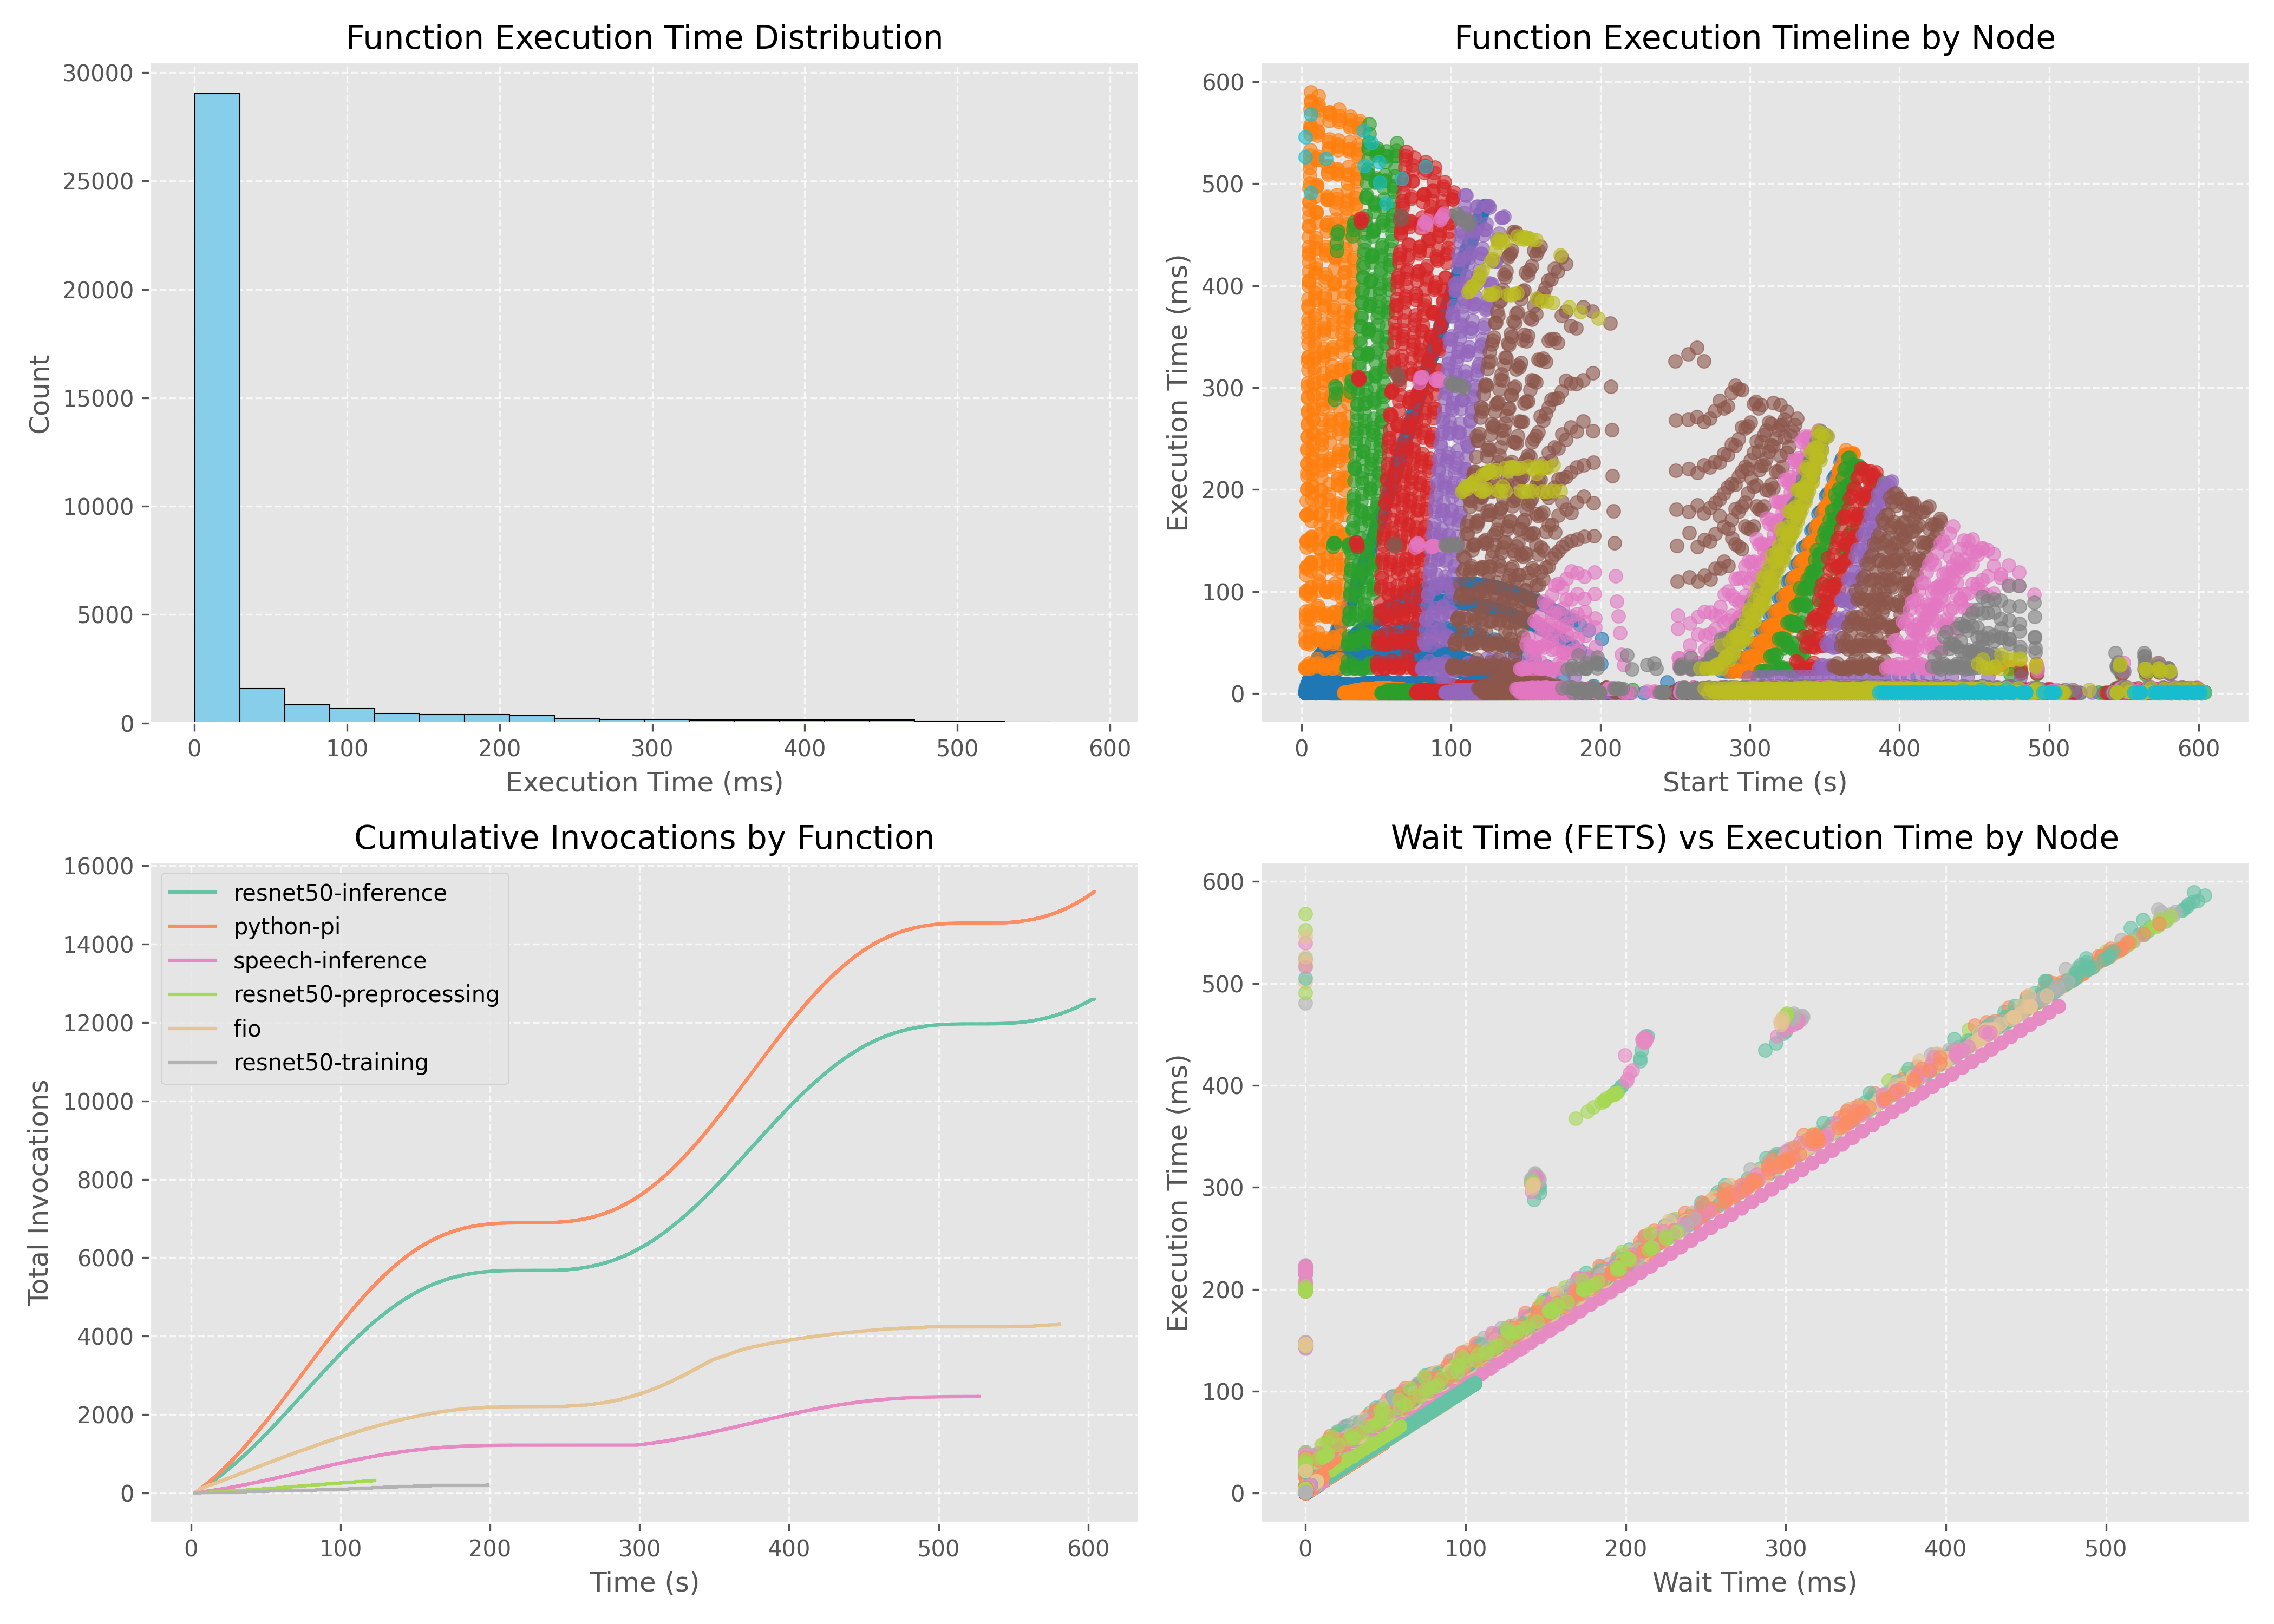 Function Execution Time Distribution
30000
25000
20000
15000
10000
5000
0
Count
0 100 200 300 400 500 600
Execution Time (ms)
Function Execution Timeline by Node
600
500
400
300
200
100
0
Execution Time (ms)
0 100 200 300 400 500 600
Start Time (s)
Cumulative Invocations by Function
16000
14000
12000
10000
8000
6000
4000
2000
0
Total Invocations
resnet50-inference
python-pi
speech-inference
resnet50-preprocessing
fio
resnet50-training
0 100 200 300 400 500 600
Time (s)
Wait Time (FETS) vs Execution Time by Node
600
500
400
300
200
100
0
Execution Time (ms)
0 100 200 300 400 500
Wait Time (ms)